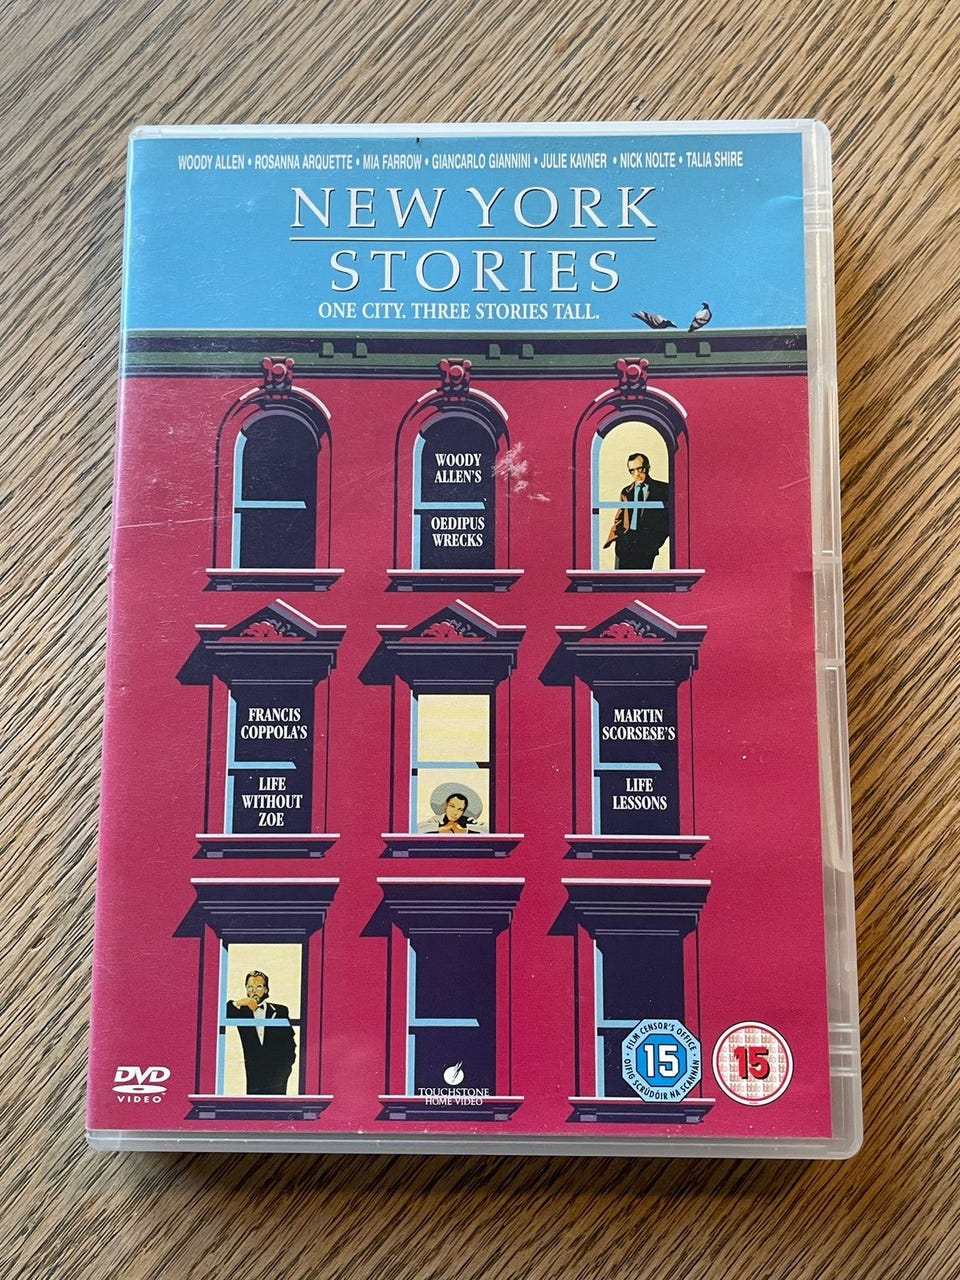 WOODY ALLEN • ROSANNA ARQUETTE • MIA FARROW • GIANCARLO GIANNINI • JULIE KAVNER • NICK NOLTE • TALIA SHIRE
NEW YORK
STORIES
ONE CITY. THREE STORIES TALL.
WOODY
ALLEN'S
OEDIPUS
WRECKS
FRANCIS
COPPOLA'S
LIFE
WITHOUT
ZOE
MARTIN
SCORSESE'S
LIFE
LESSONS
DVD
VIDEO
TOUCHSTONE
HOME VIDEO
• FILM CENSOR'S OFFICE •
15
OIFIG SCRÚDÓIR NA SCANNÁN
15